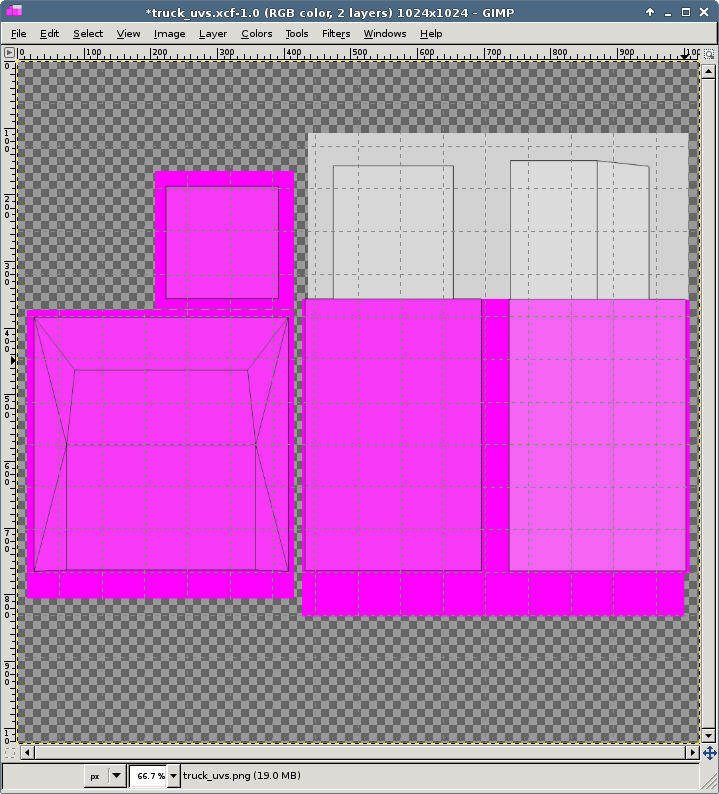 *truck_uvs.xcf-1.0 (RGB color, 2 layers) 1024x1024 – GIMP
File Edit Select View Image Layer Colors Tools Filters Windows Help
0 100 200 300 400 500 600 700 800 900 100
0
100
200
300
400
500
600
700
800
900
10
px 66.7 % truck_uvs.png (19.0 MB)